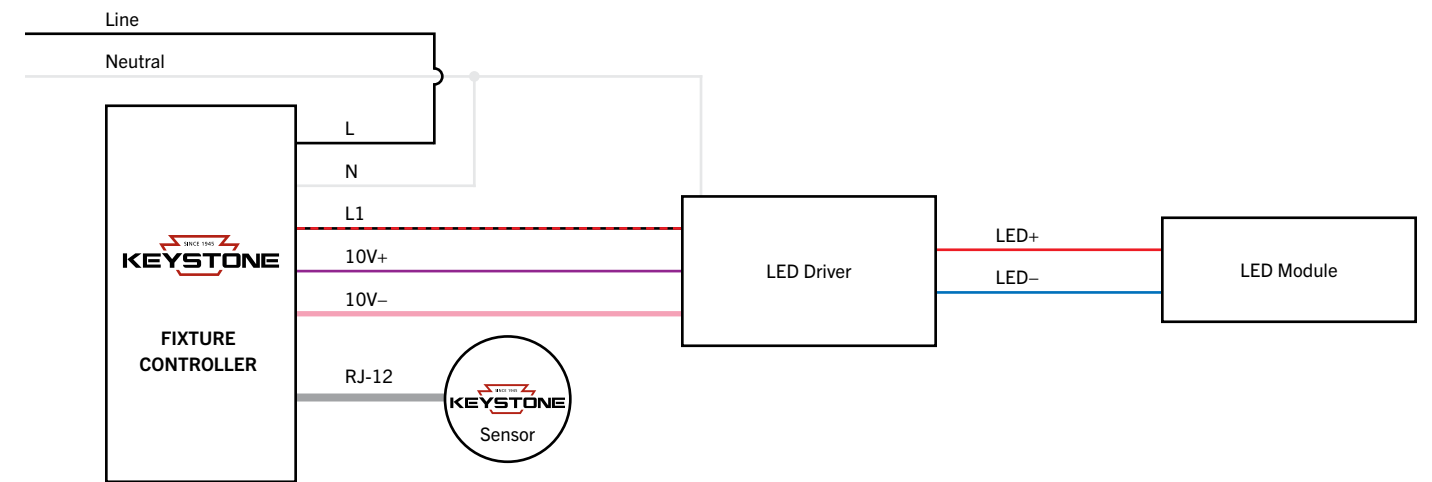 Line
Neutral
L
N
L1
10V+
10V–
RJ-12
SINCE 1945
KEYSTONE
FIXTURE
CONTROLLER
SINCE 1945
KEYSTONE
Sensor
LED Driver
LED+
LED–
LED Module